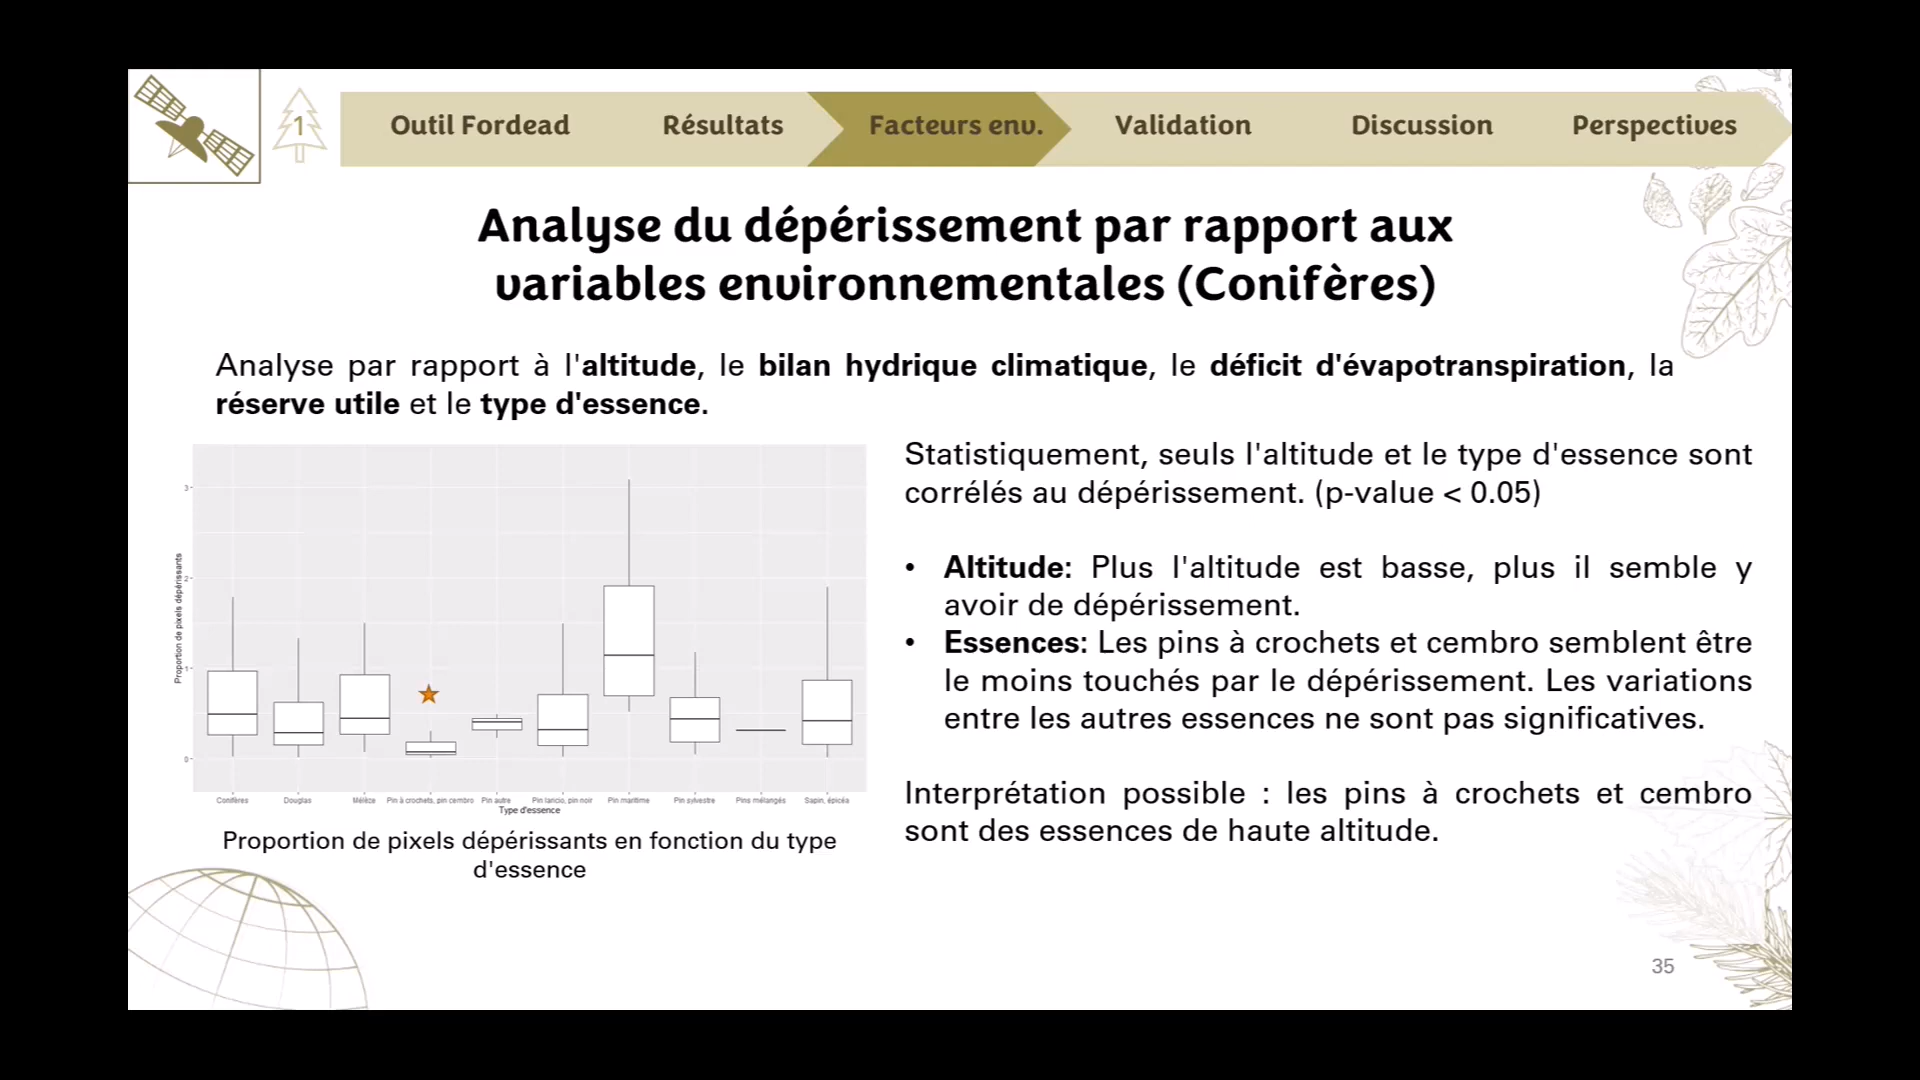 1
Outil Fordead
Résultats
Facteurs env.
Validation
Discussion
Perspectives
Analyse du dépérissement par rapport aux
variables environnementales (Conifères)
Analyse par rapport à l'altitude, le bilan hydrique climatique, le déficit d'évapotranspiration, la
réserve utile et le type d'essence.
Proportion de pixels dépérissants
3
2
1
0
Conifères
Douglas
Mélèze
Pin à crochets, pin cembro
Pin autre
Pin laricio, pin noir
Pin maritime
Pin sylvestre
Pins mélangés
Sapin, épicéa
Type d'essence
Proportion de pixels dépérissants en fonction du type
d'essence
Statistiquement, seuls l'altitude et le type d'essence sont
corrélés au dépérissement. (p-value < 0.05)
• Altitude: Plus l'altitude est basse, plus il semble y
avoir de dépérissement.
• Essences: Les pins à crochets et cembro semblent être
le moins touchés par le dépérissement. Les variations
entre les autres essences ne sont pas significatives.
Interprétation possible : les pins à crochets et cembro
sont des essences de haute altitude.
35